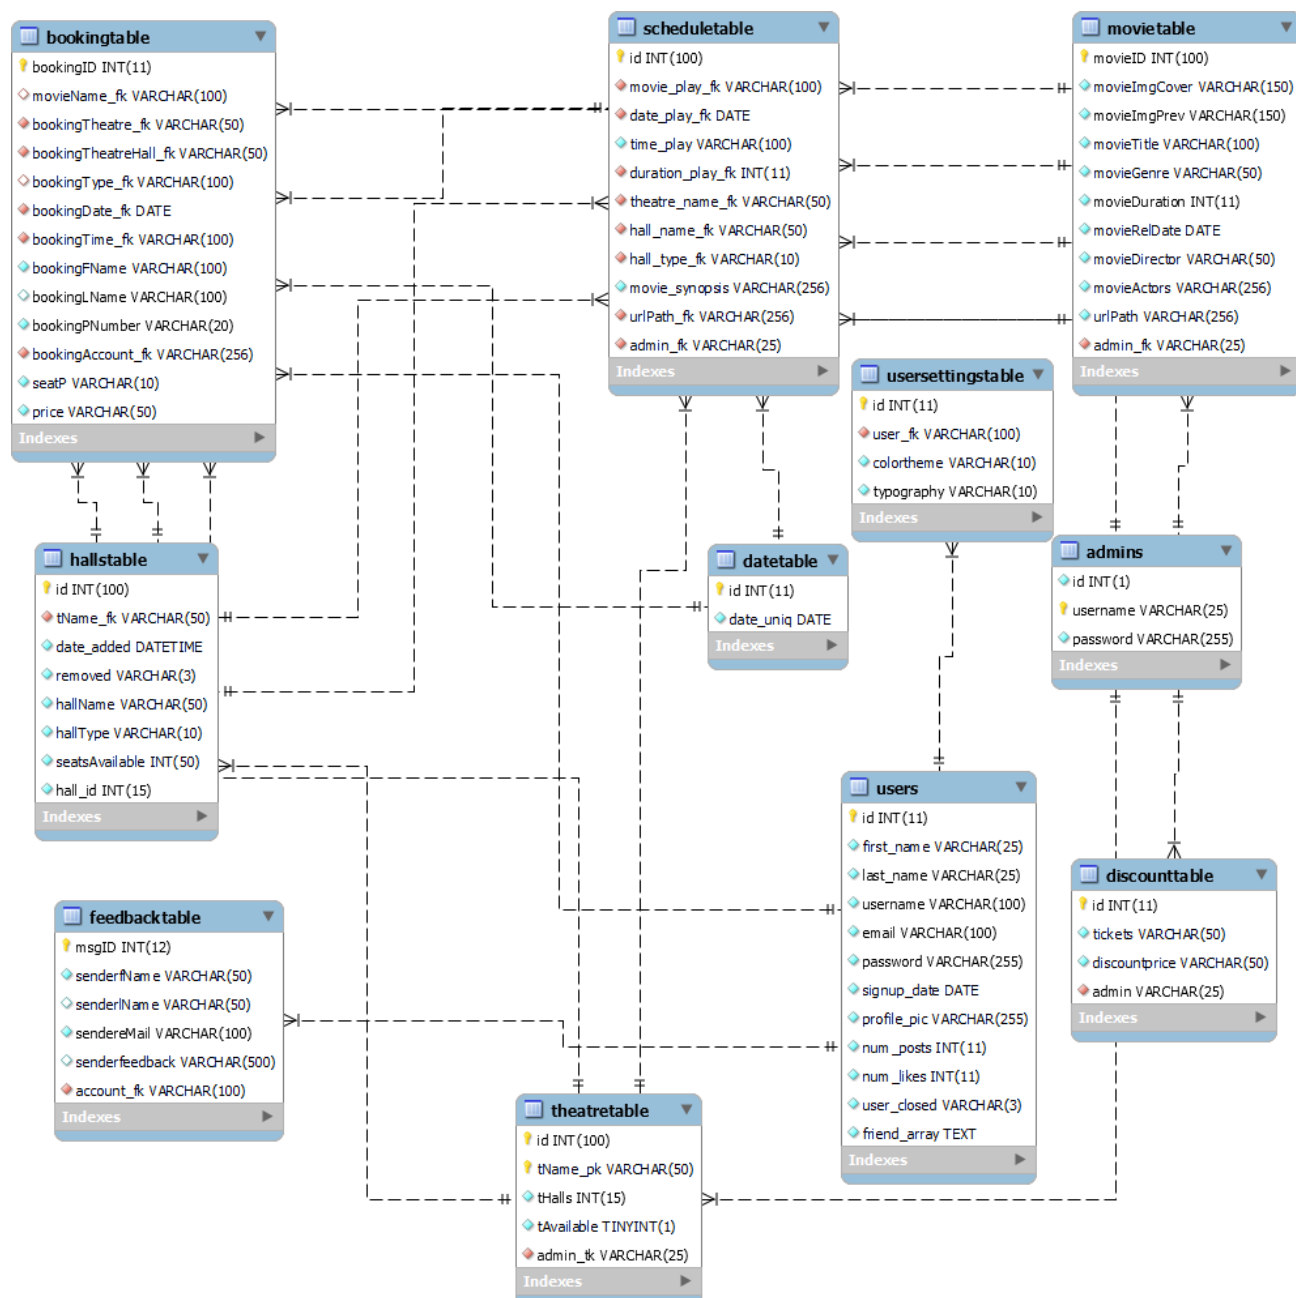 bookingtable
bookingID INT(11)
movieName_fk VARCHAR(100)
bookingTheatre_fk VARCHAR(50)
bookingTheatreHall_fk VARCHAR(50)
bookingType_fk VARCHAR(100)
bookingDate_fk DATE
bookingTime_fk VARCHAR(100)
bookingFName VARCHAR(100)
bookingLName VARCHAR(100)
bookingPNumber VARCHAR(20)
bookingAccount_fk VARCHAR(256)
seatP VARCHAR(10)
price VARCHAR(50)
Indexes
scheduletable
id INT(100)
movie_play_fk VARCHAR(100)
date_play_fk DATE
time_play VARCHAR(100)
duration_play_fk INT(11)
theatre_name_fk VARCHAR(50)
hall_name_fk VARCHAR(50)
hall_type_fk VARCHAR(10)
movie_synopsis VARCHAR(256)
urlPath_fk VARCHAR(256)
admin_fk VARCHAR(25)
Indexes
movietable
movieID INT(100)
movieImgCover VARCHAR(150)
movieImgPrev VARCHAR(150)
movieTitle VARCHAR(100)
movieGenre VARCHAR(50)
movieDuration INT(11)
movieRelDate DATE
movieDirector VARCHAR(50)
movieActors VARCHAR(256)
urlPath VARCHAR(256)
admin_fk VARCHAR(25)
Indexes
usersettingstable
id INT(11)
user_fk VARCHAR(100)
colortheme VARCHAR(10)
typography VARCHAR(10)
Indexes
hallstable
id INT(100)
tName_fk VARCHAR(50)
date_added DATETIME
removed VARCHAR(3)
hallName VARCHAR(50)
hallType VARCHAR(10)
seatsAvailable INT(50)
hall_id INT(15)
Indexes
datetable
id INT(11)
date_uniq DATE
Indexes
admins
id INT(1)
username VARCHAR(25)
password VARCHAR(255)
Indexes
users
id INT(11)
first_name VARCHAR(25)
last_name VARCHAR(25)
username VARCHAR(100)
email VARCHAR(100)
password VARCHAR(255)
signup_date DATE
profile_pic VARCHAR(255)
num_posts INT(11)
num_likes INT(11)
user_closed VARCHAR(3)
friend_array TEXT
Indexes
discounttable
id INT(11)
tickets VARCHAR(50)
discountprice VARCHAR(50)
admin VARCHAR(25)
Indexes
feedbacktable
msgID INT(12)
senderfName VARCHAR(50)
senderlName VARCHAR(50)
sendereMail VARCHAR(100)
senderfeedback VARCHAR(500)
account_fk VARCHAR(100)
Indexes
theatretable
id INT(100)
tName_pk VARCHAR(50)
tHalls INT(15)
tAvailable TINYINT(1)
admin_tk VARCHAR(25)
Indexes